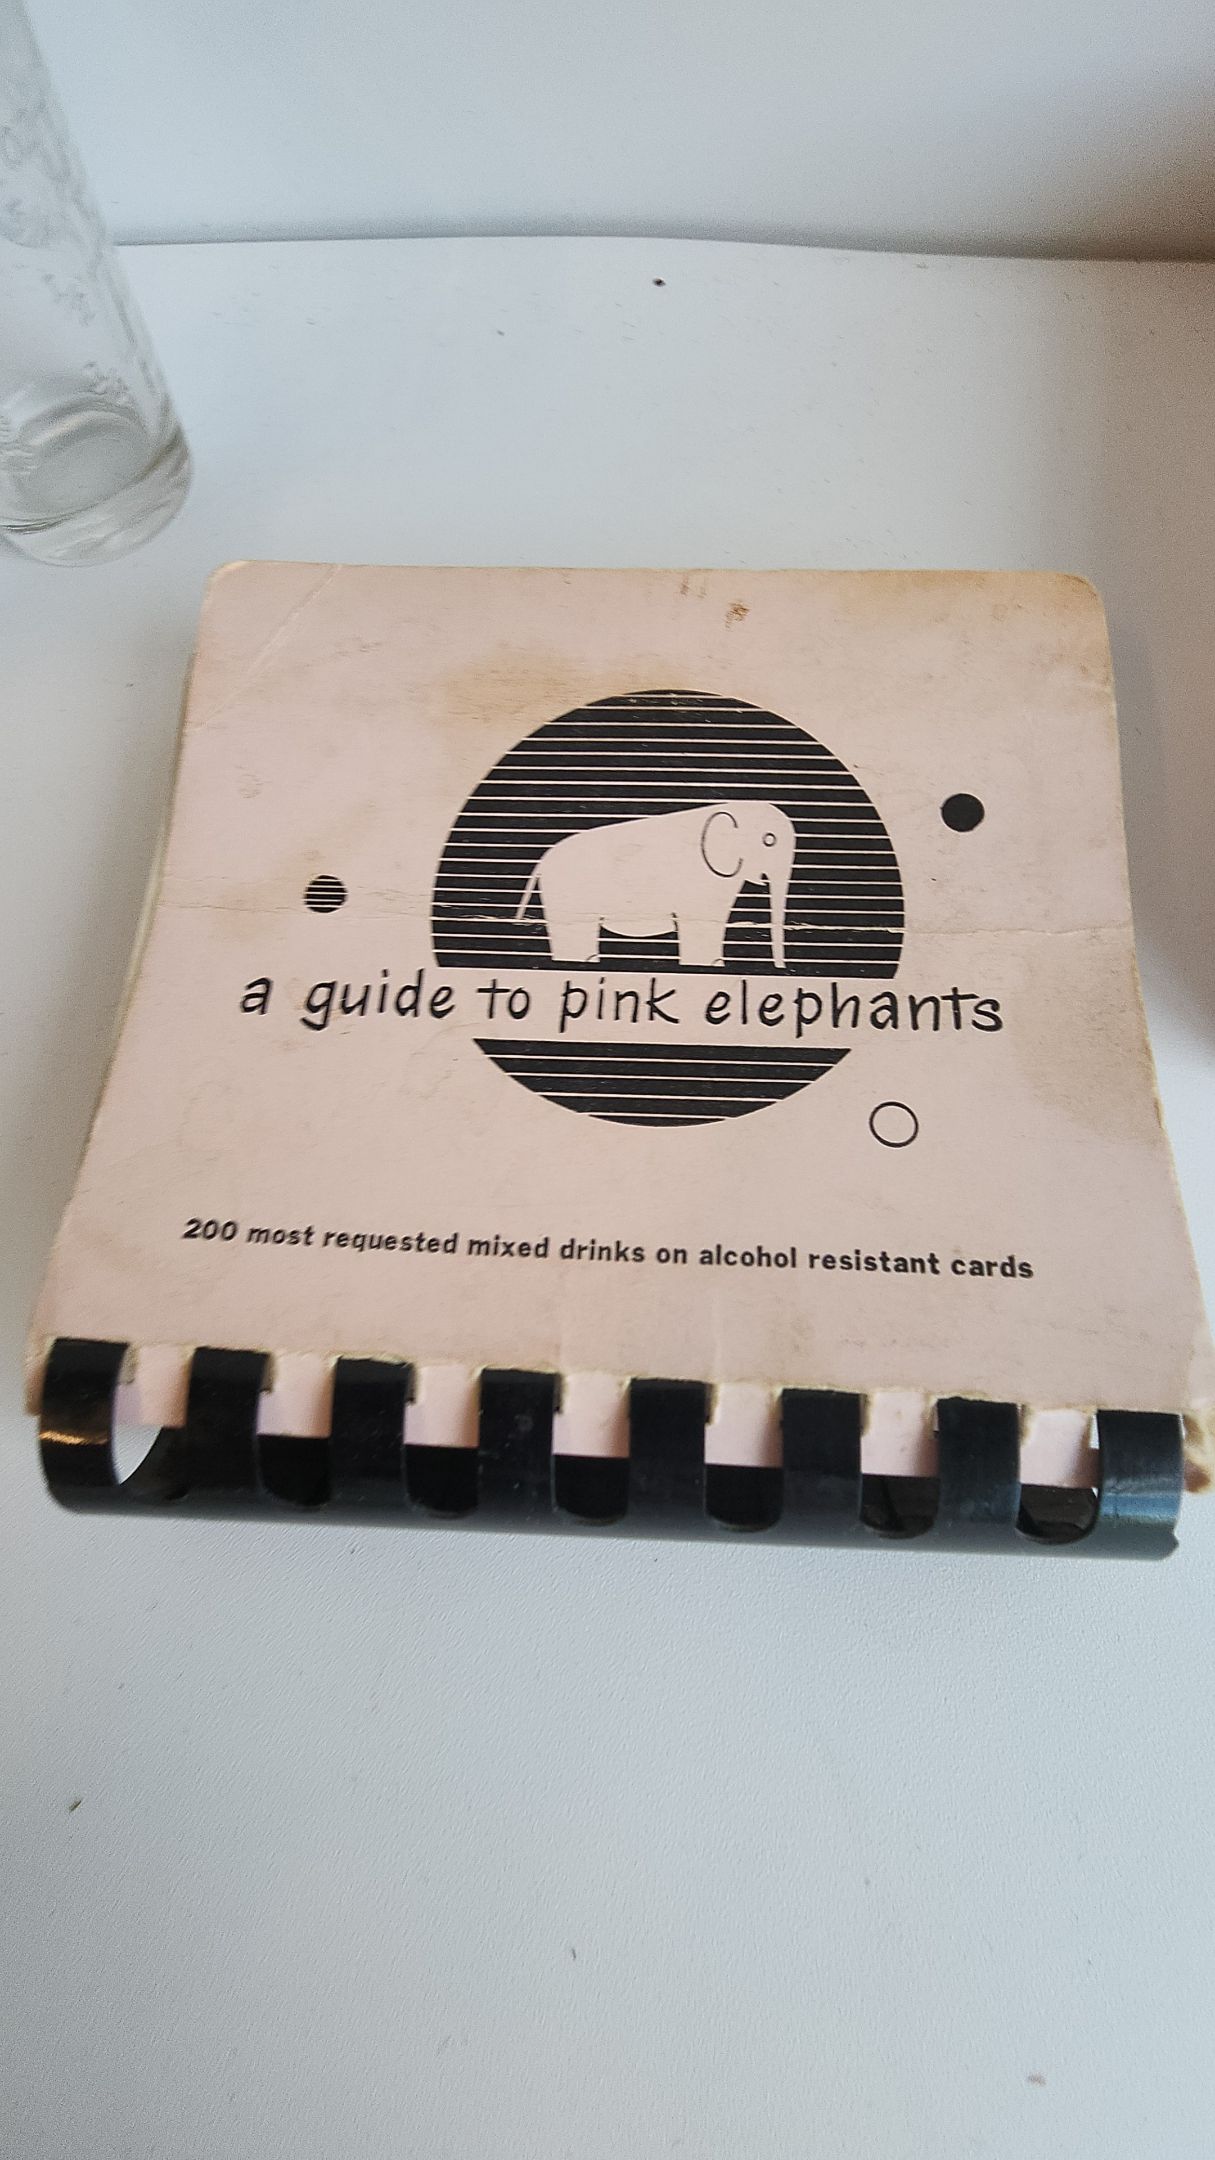 a guide to pink elephants
200 most requested mixed drinks on alcohol resistant cards